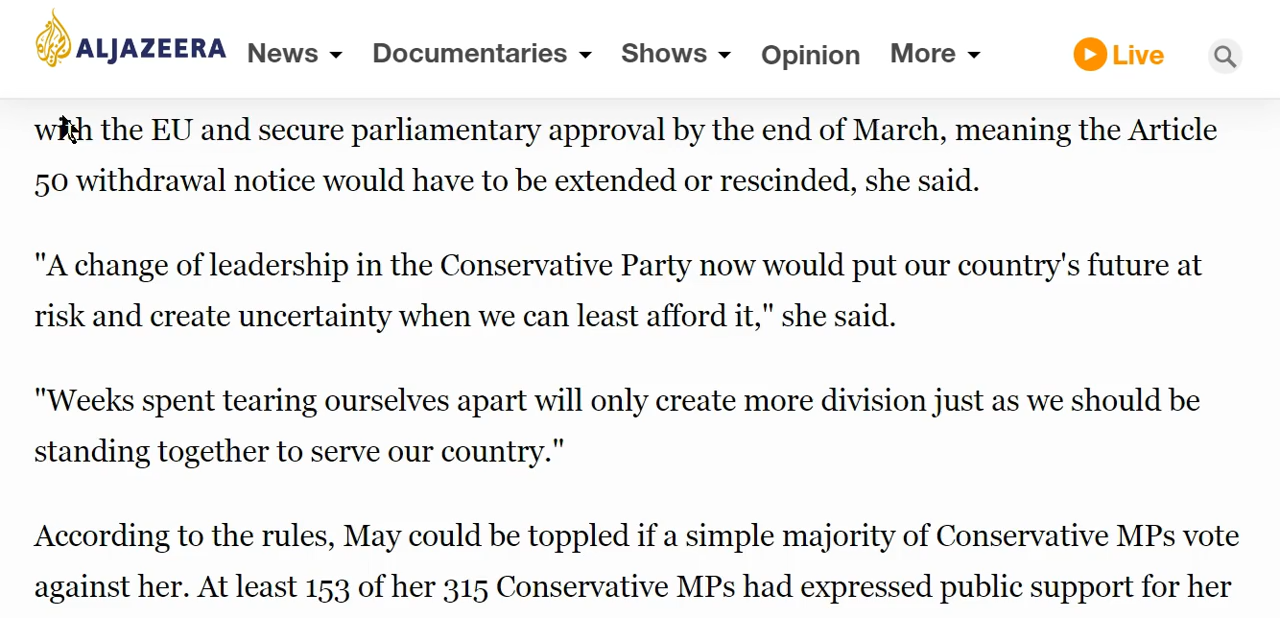 ALJAZEERA News Documentaries Shows Opinion More Live
with the EU and secure parliamentary approval by the end of March, meaning the Article
50 withdrawal notice would have to be extended or rescinded, she said.
"A change of leadership in the Conservative Party now would put our country's future at
risk and create uncertainty when we can least afford it," she said.
"Weeks spent tearing ourselves apart will only create more division just as we should be
standing together to serve our country."
According to the rules, May could be toppled if a simple majority of Conservative MPs vote
against her. At least 153 of her 315 Conservative MPs had expressed public support for her